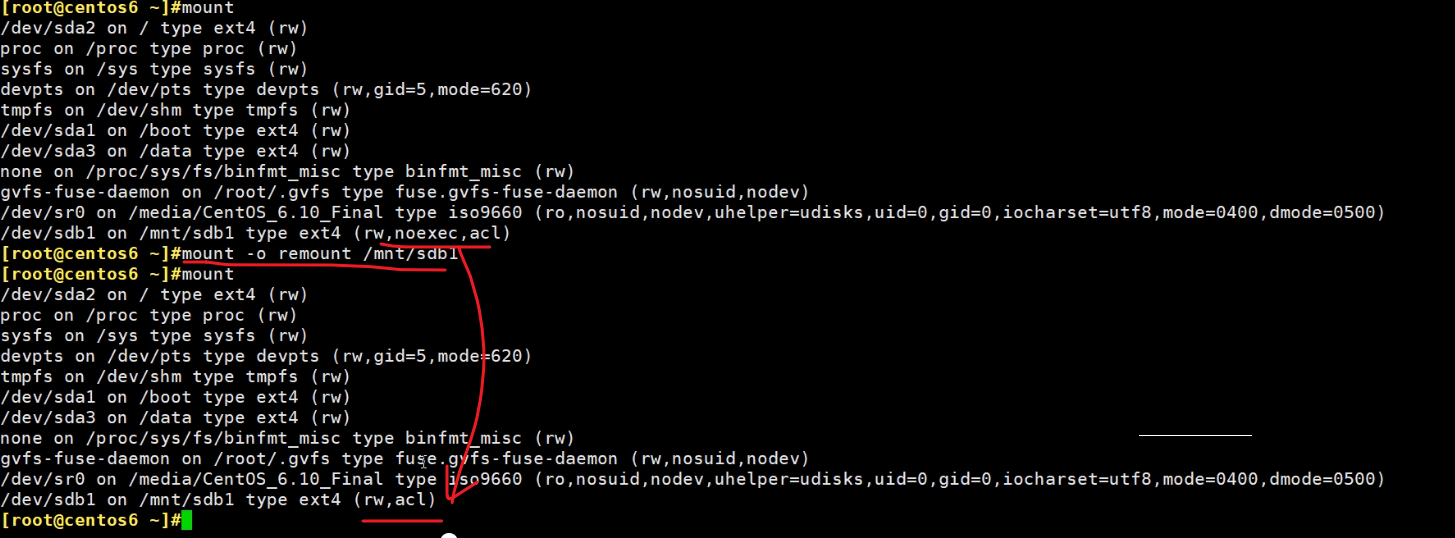 [root@centos6 ~]#mount
/dev/sda2 on / type ext4 (rw)
proc on /proc type proc (rw)
sysfs on /sys type sysfs (rw)
devpts on /dev/pts type devpts (rw,gid=5,mode=620)
tmpfs on /dev/shm type tmpfs (rw)
/dev/sda1 on /boot type ext4 (rw)
/dev/sda3 on /data type ext4 (rw)
none on /proc/sys/fs/binfmt_misc type binfmt_misc (rw)
gvfs-fuse-daemon on /root/.gvfs type fuse.gvfs-fuse-daemon (rw,nosuid,nodev)
/dev/sr0 on /media/CentOS_6.10_Final type iso9660 (ro,nosuid,nodev,uhelper=udisks,uid=0,gid=0,iocharset=utf8,mode=0400,dmode=0500)
/dev/sdb1 on /mnt/sdb1 type ext4 (rw,noexec,acl)
[root@centos6 ~]#mount -o remount /mnt/sdb1
[root@centos6 ~]#mount
/dev/sda2 on / type ext4 (rw)
proc on /proc type proc (rw)
sysfs on /sys type sysfs (rw)
devpts on /dev/pts type devpts (rw,gid=5,mode=620)
tmpfs on /dev/shm type tmpfs (rw)
/dev/sda1 on /boot type ext4 (rw)
/dev/sda3 on /data type ext4 (rw)
none on /proc/sys/fs/binfmt_misc type binfmt_misc (rw)
gvfs-fuse-daemon on /root/.gvfs type fuse.gvfs-fuse-daemon (rw,nosuid,nodev)
/dev/sr0 on /media/CentOS_6.10_Final type iso9660 (ro,nosuid,nodev,uhelper=udisks,uid=0,gid=0,iocharset=utf8,mode=0400,dmode=0500)
/dev/sdb1 on /mnt/sdb1 type ext4 (rw,acl)
[root@centos6 ~]#